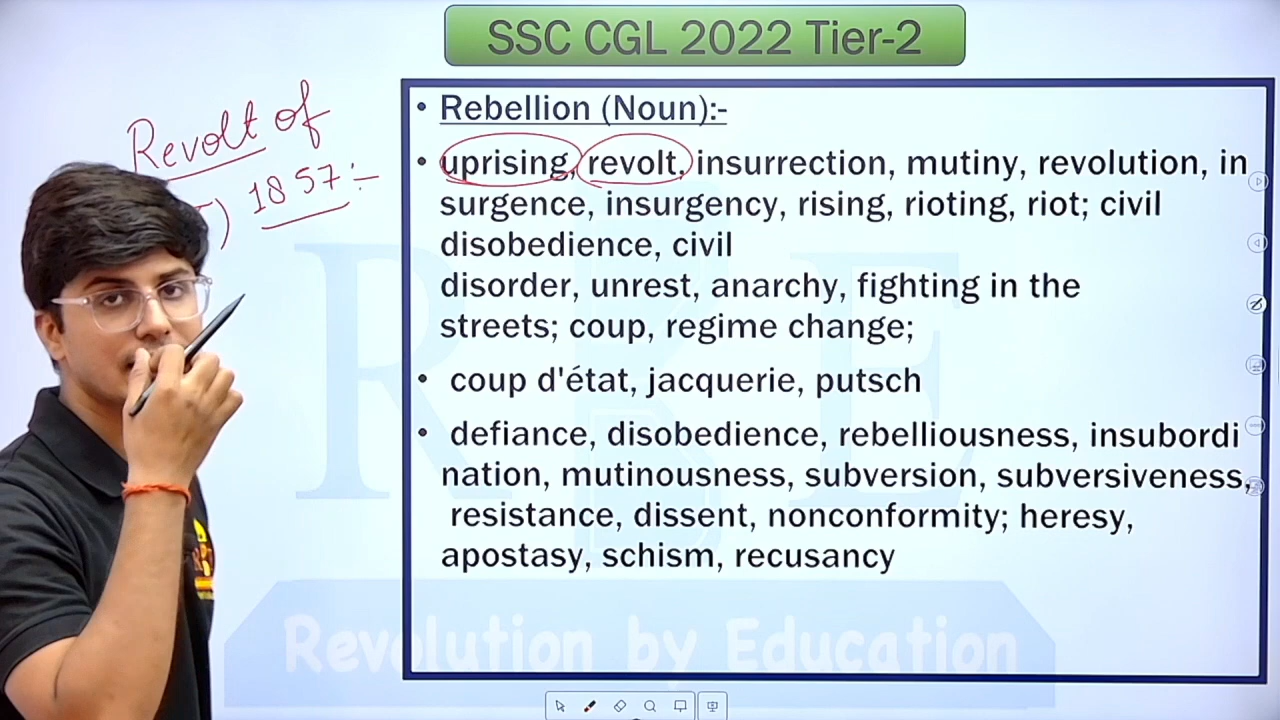 SSC CGL 2022 Tier-2
Revolt of
1857:-
• Rebellion (Noun):-
• uprising, revolt, insurrection, mutiny, revolution, in
surgence, insurgency, rising, rioting, riot; civil
disobedience, civil
disorder, unrest, anarchy, fighting in the
streets; coup, regime change;
• coup d'état, jacquerie, putsch
• defiance, disobedience, rebelliousness, insubordi
nation, mutinousness, subversion, subversiveness,
resistance, dissent, nonconformity; heresy,
apostasy, schism, recusancy
RBE
Revolution by Education